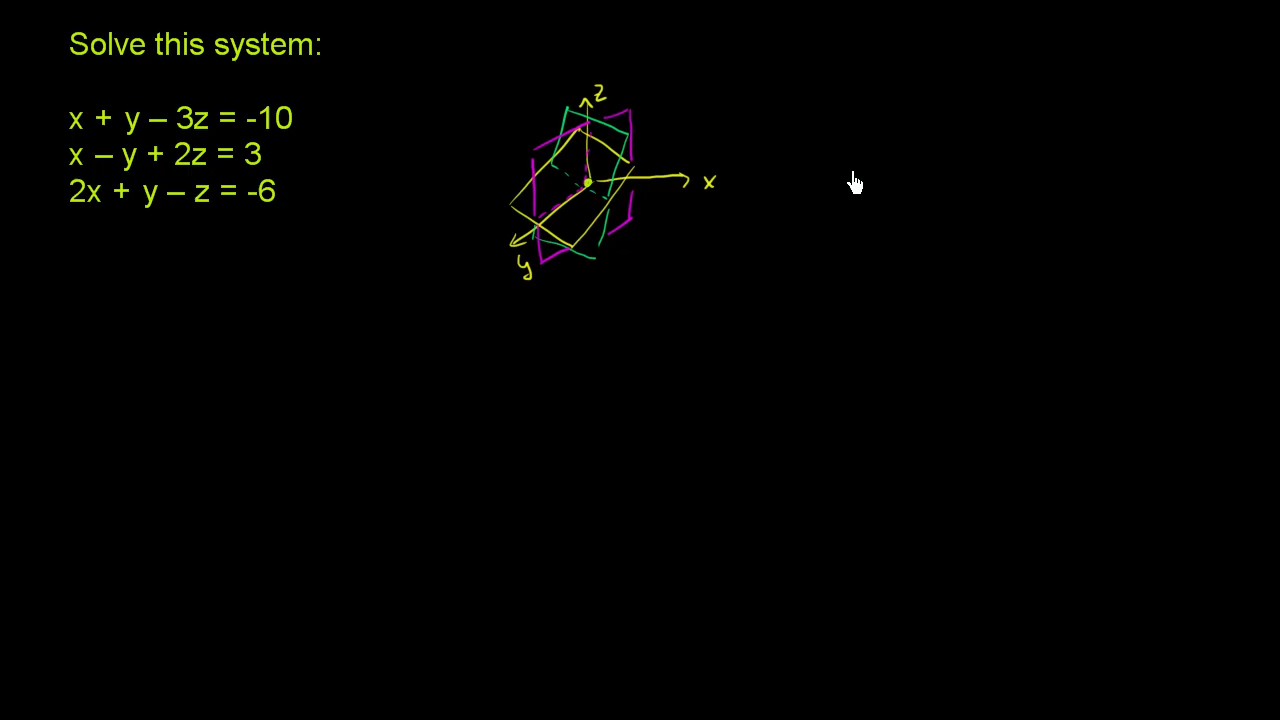 Solve this system:
x + y – 3z = -10
x – y + 2z = 3
2x + y – z = -6
z
x
y